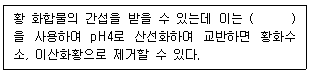 황 화합물의 간섭을 받을 수 있는데 이는 (     )
을 사용하여 pH4로 산선화하여 교반하면 황화수
소, 이산화황으로 제거할 수 있다.